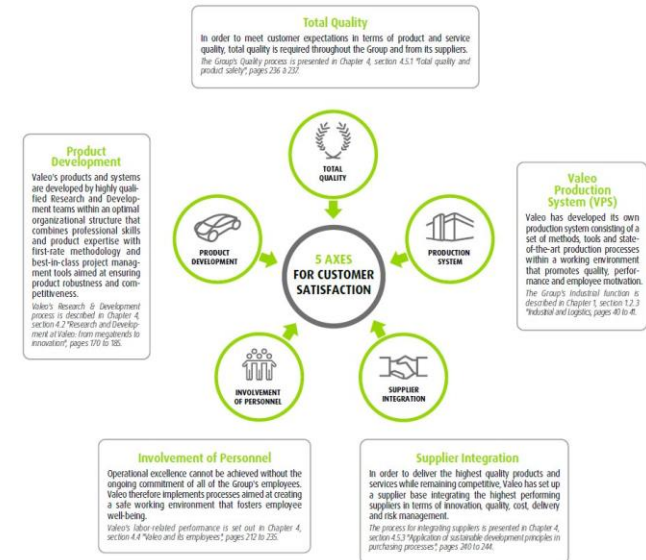 Total Quality
In order to meet customer expectations in terms of product and service
quality, total quality is required throughout the Group and from its suppliers.
The Group's Quality process is presented in Chapter 4, section 4.5.1 "Total quality and
product safety", pages 236 à 237.
Product
Development
Valeo's products and systems
are developed by highly quali-
fied Research and Develop-
ment teams within an optimal
organizational structure that
combines professional skills
and product expertise with
first-rate methodology and
best-in-class project manag-
ment tools aimed at ensuring
product robustness and com-
petitiveness.
Valeo's Research & Development
process is described in Chapter 4,
section 4.2 "Research and Develop-
ment at Valeo: from megatrends to
innovation", pages 170 to 185.
TOTAL
QUALITY
PRODUCT
DEVELOPMENT
5 AXES
FOR CUSTOMER
SATISFACTION
PRODUCTION
SYSTEM
INVOLVEMENT
OF PERSONNEL
SUPPLIER
INTEGRATION
Valeo
Production
System (VPS)
Valeo has developed its own
production system consisting of a
set of methods, tools and state-
of-the-art production processes
within a working environment
that promotes quality, perfor-
mance and employee motivation.
The Group's Industrial function is
described in Chapter 1, section 1.2.3
"Industrial and Logistics, pages 40 to 41.
Involvement of Personnel
Operational excellence cannot be achieved without the
ongoing commitment of all of the Group's employees.
Valeo therefore implements processes aimed at creating
a safe working environment that fosters employee
well-being.
Valeo's labor-related performance is set out in Chapter 4,
section 4.4 "Valeo and its employees", pages 212 to 235.
Supplier Integration
In order to deliver the highest quality products and
services while remaining competitive, Valeo has set up
a supplier base integrating the highest performing
suppliers in terms of innovation, quality, cost, delivery
and risk management.
The process for integrating suppliers is presented in Chapter 4,
section 4.5.3 "Application of sustainable development principles in
purchasing processes", pages 240 to 244.